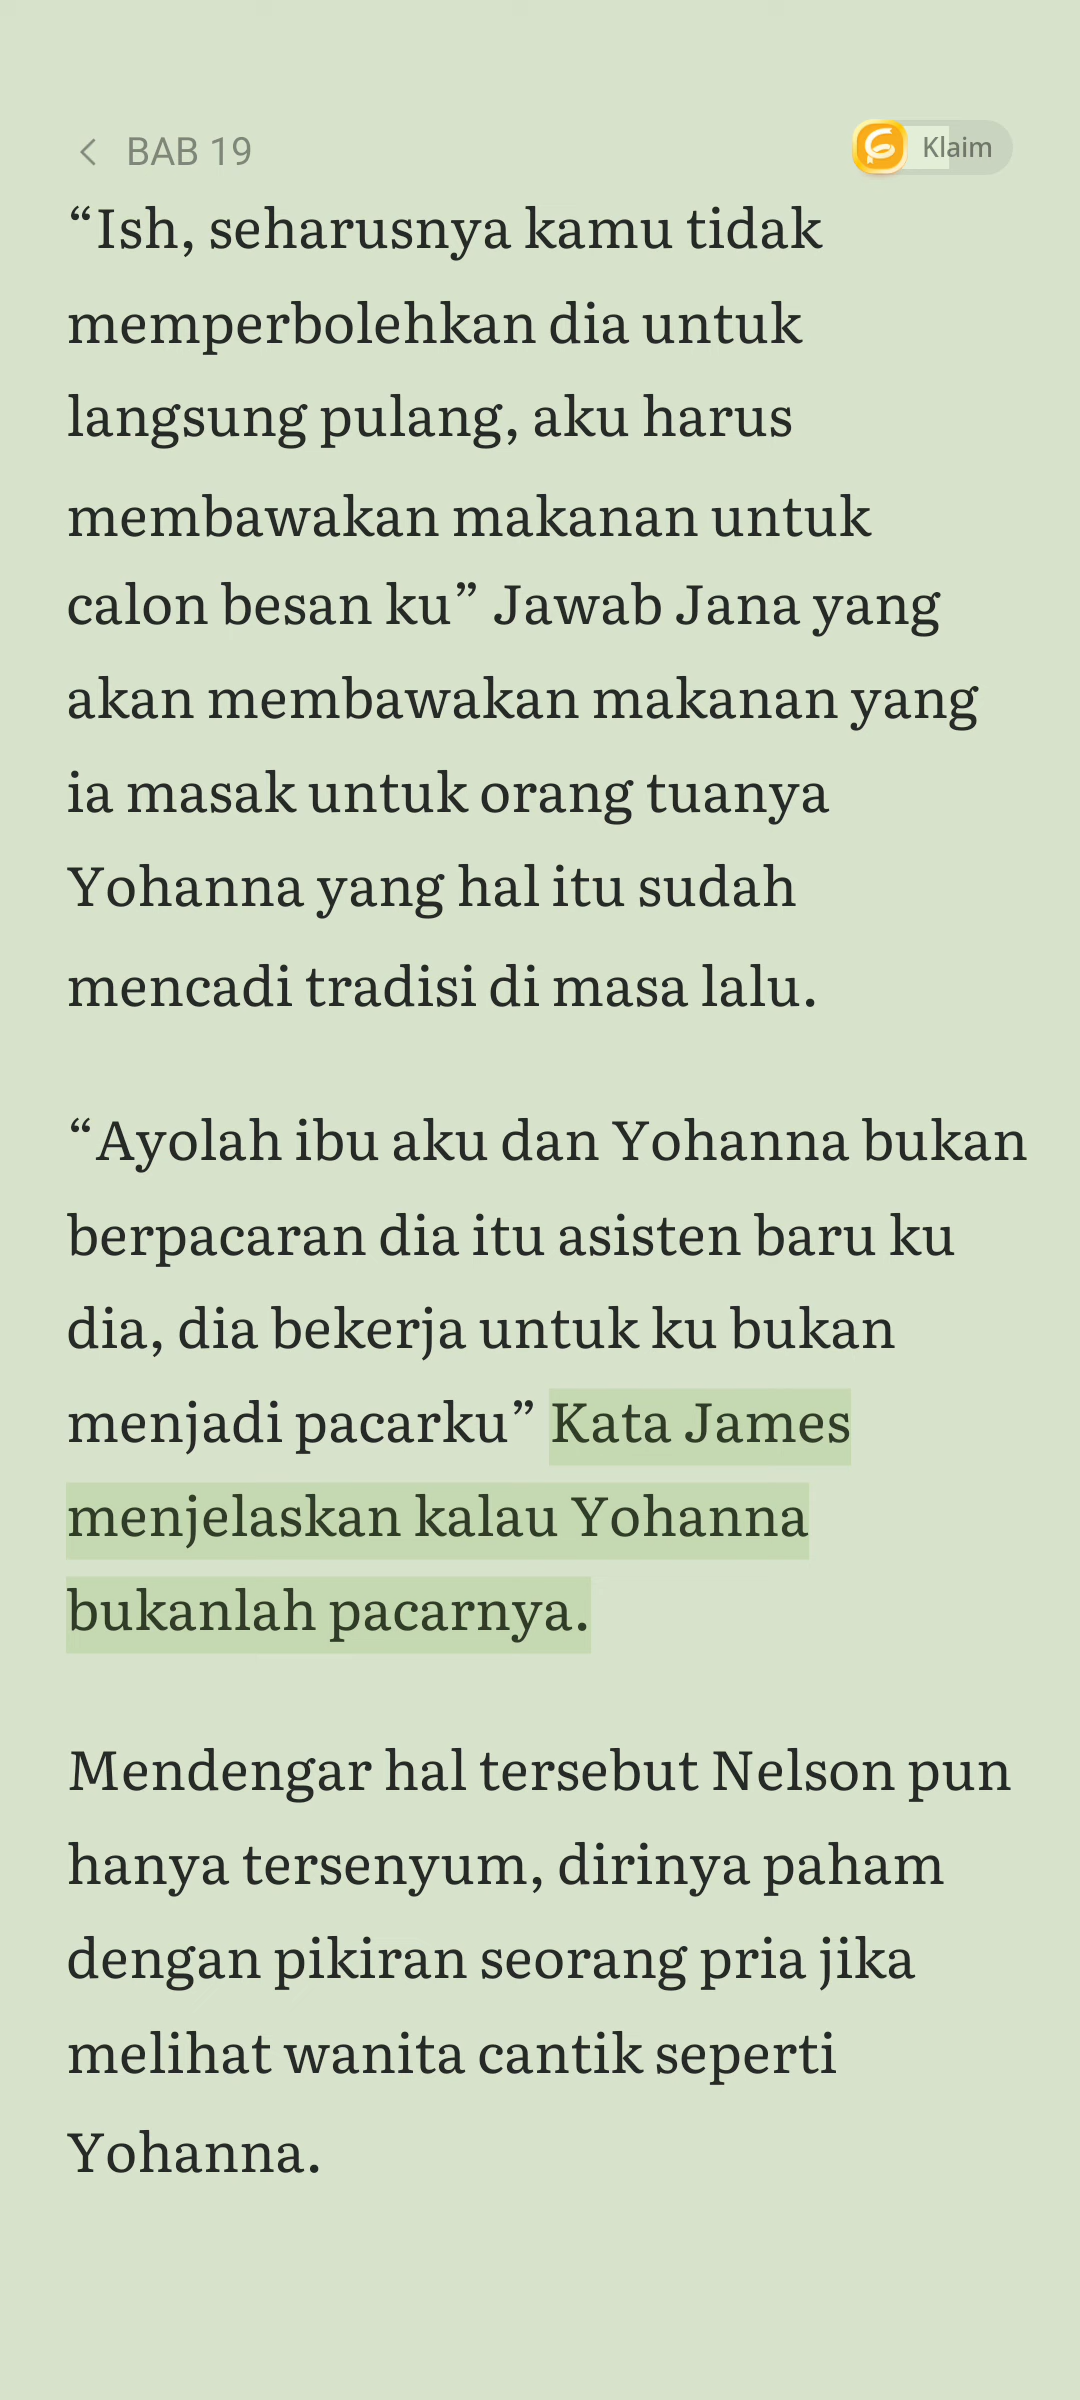 BAB 19
Klaim
“Ish, seharusnya kamu tidak
memperbolehkan dia untuk
langsung pulang, aku harus
membawakan makanan untuk
calon besan ku” Jawab Jana yang
akan membawakan makanan yang
ia masak untuk orang tuanya
Yohanna yang hal itu sudah
mencadi tradisi di masa lalu.
“Ayolah ibu aku dan Yohanna bukan
berpacaran dia itu asisten baru ku
dia, dia bekerja untuk ku bukan
menjadi pacarku” Kata James
menjelaskan kalau Yohanna
bukanlah pacarnya.
Mendengar hal tersebut Nelson pun
hanya tersenyum, dirinya paham
dengan pikiran seorang pria jika
melihat wanita cantik seperti
Yohanna.